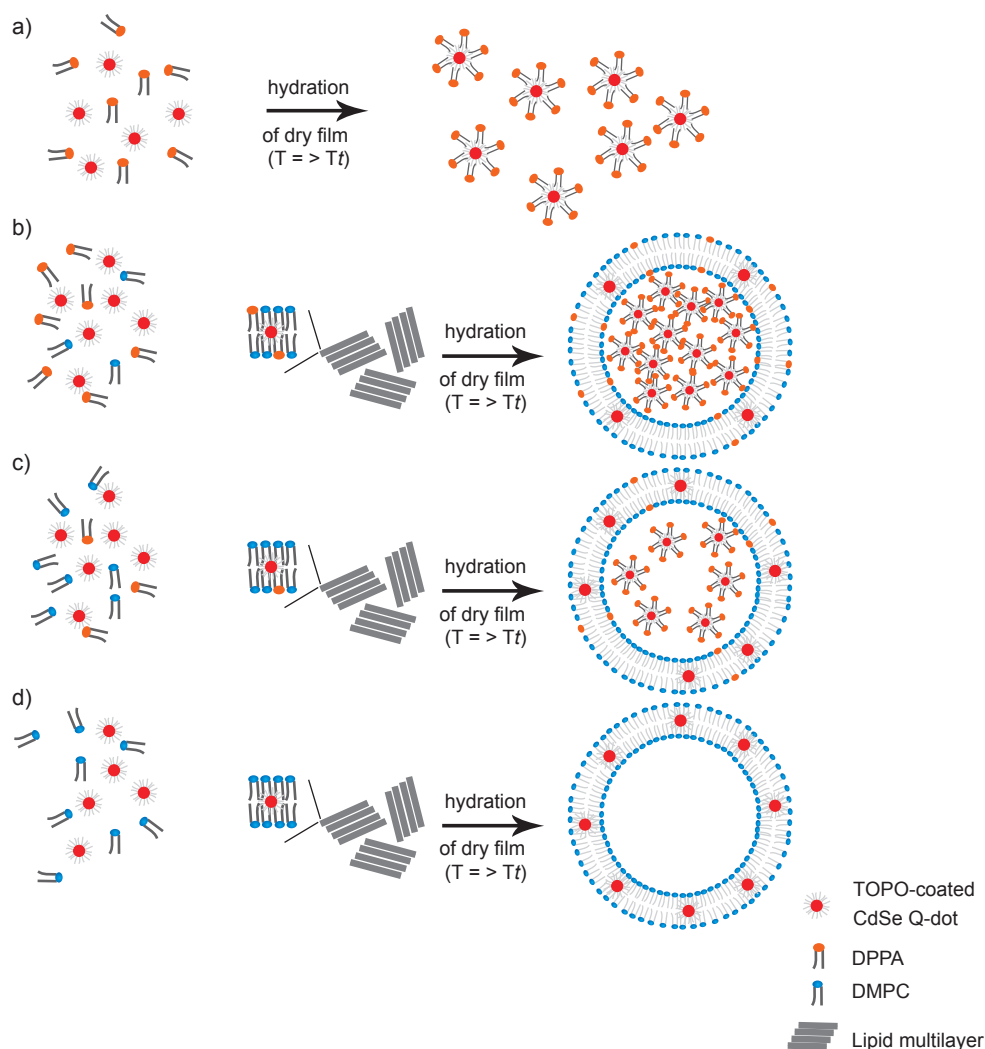 a)
hydration
of dry film
(T = > Tt)
b)
hydration
of dry film
(T = > Tt)
c)
hydration
of dry film
(T = > Tt)
d)
hydration
of dry film
(T = > Tt)
TOPO-coated
CdSe Q-dot
DPPA
DMPC
Lipid multilayer